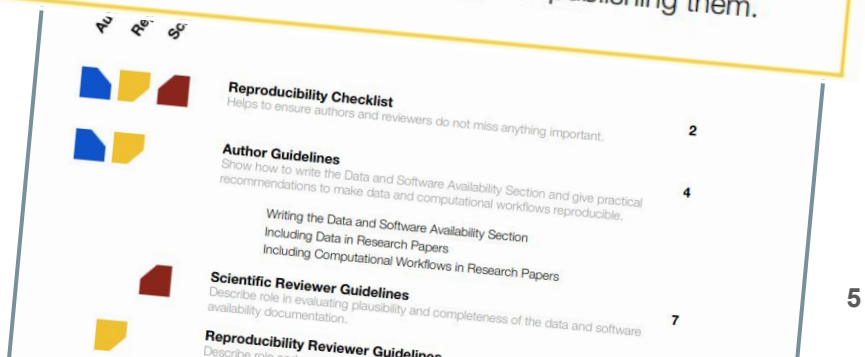 publishing them.
Reproducibility Checklist
Helps to ensure authors and reviewers do not miss anything important.
2
Author Guidelines
Show how to write the Data and Software Availability Section and give practical
recommendations to make data and computational workflows reproducible.
4
Writing the Data and Software Availability Section
Including Data in Research Papers
Including Computational Workflows in Research Papers
Scientific Reviewer Guidelines
Describe role in evaluating plausibility and completeness of the data and software
availability documentation.
7
5
Reproducibility Reviewer Guidelines
Describe role